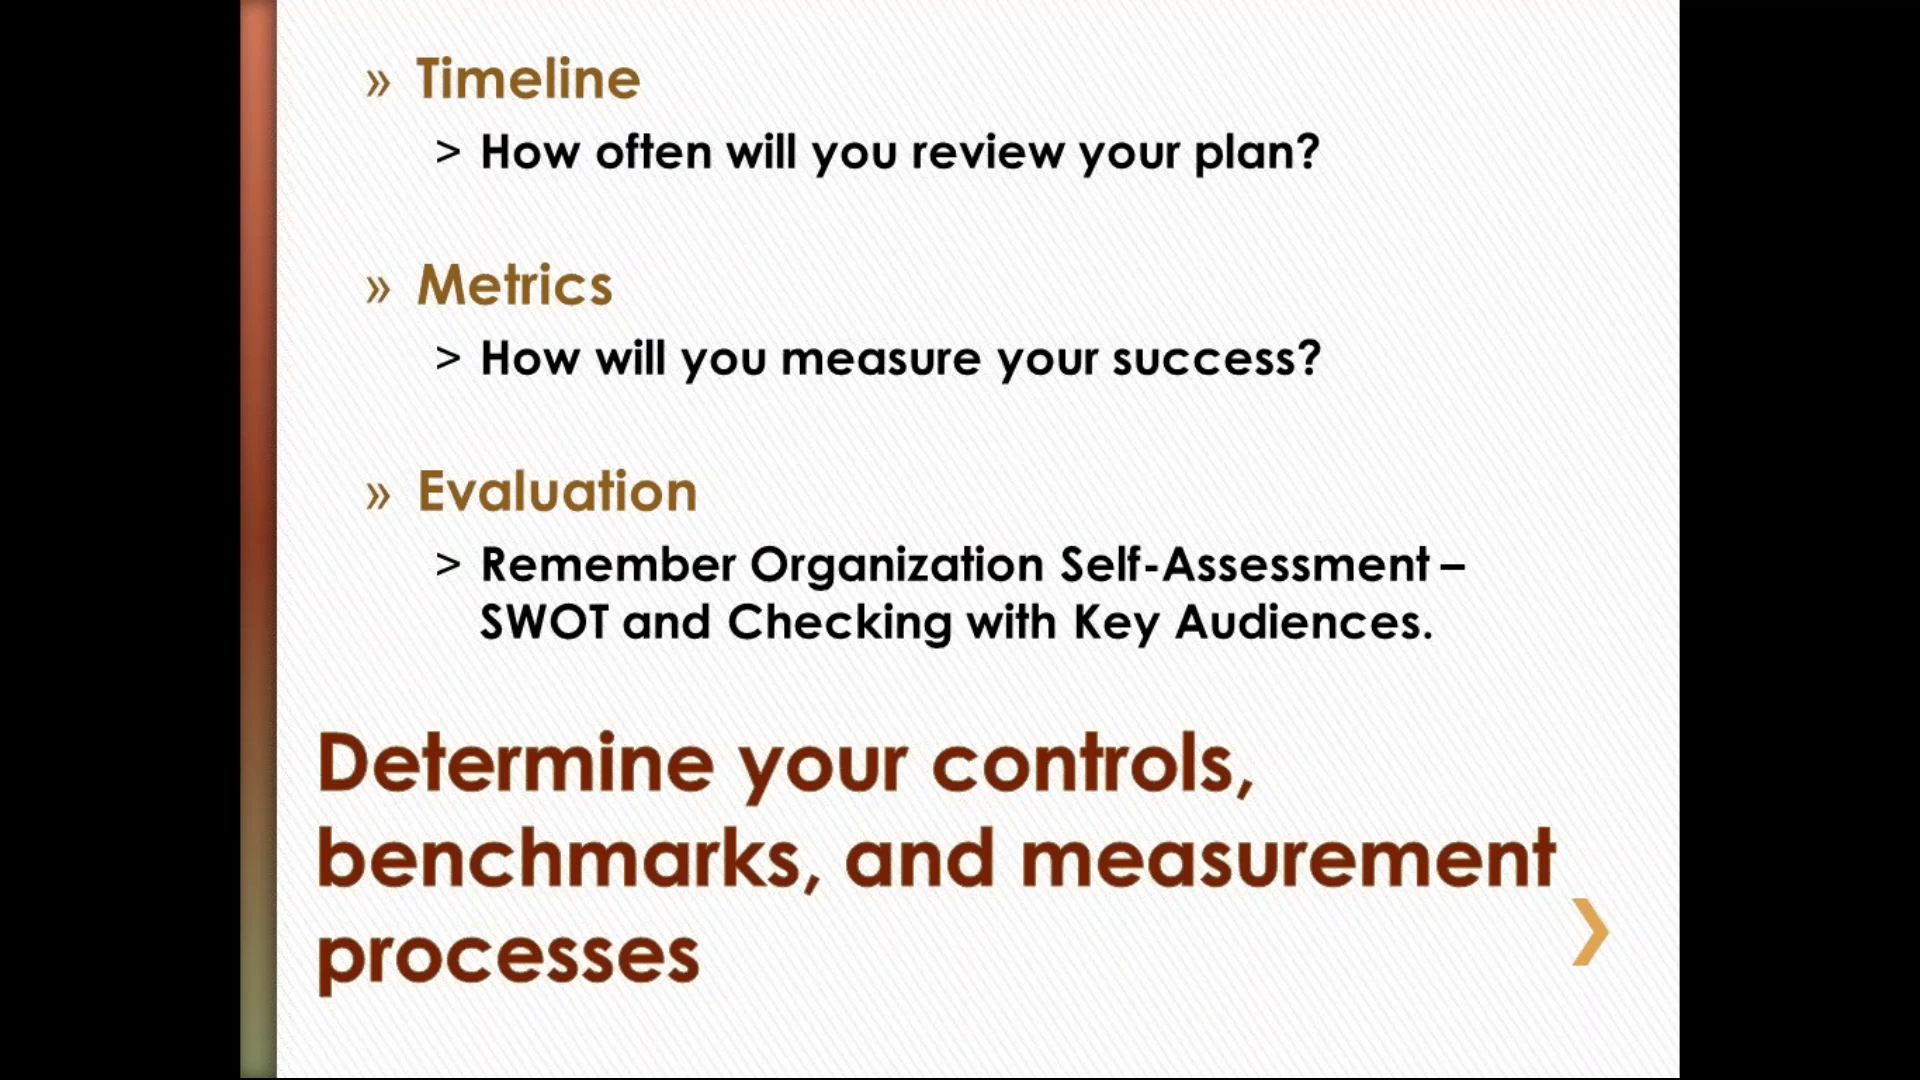 » Timeline
> How often will you review your plan?
» Metrics
> How will you measure your success?
» Evaluation
> Remember Organization Self-Assessment –
SWOT and Checking with Key Audiences.
Determine your controls,
benchmarks, and measurement
processes